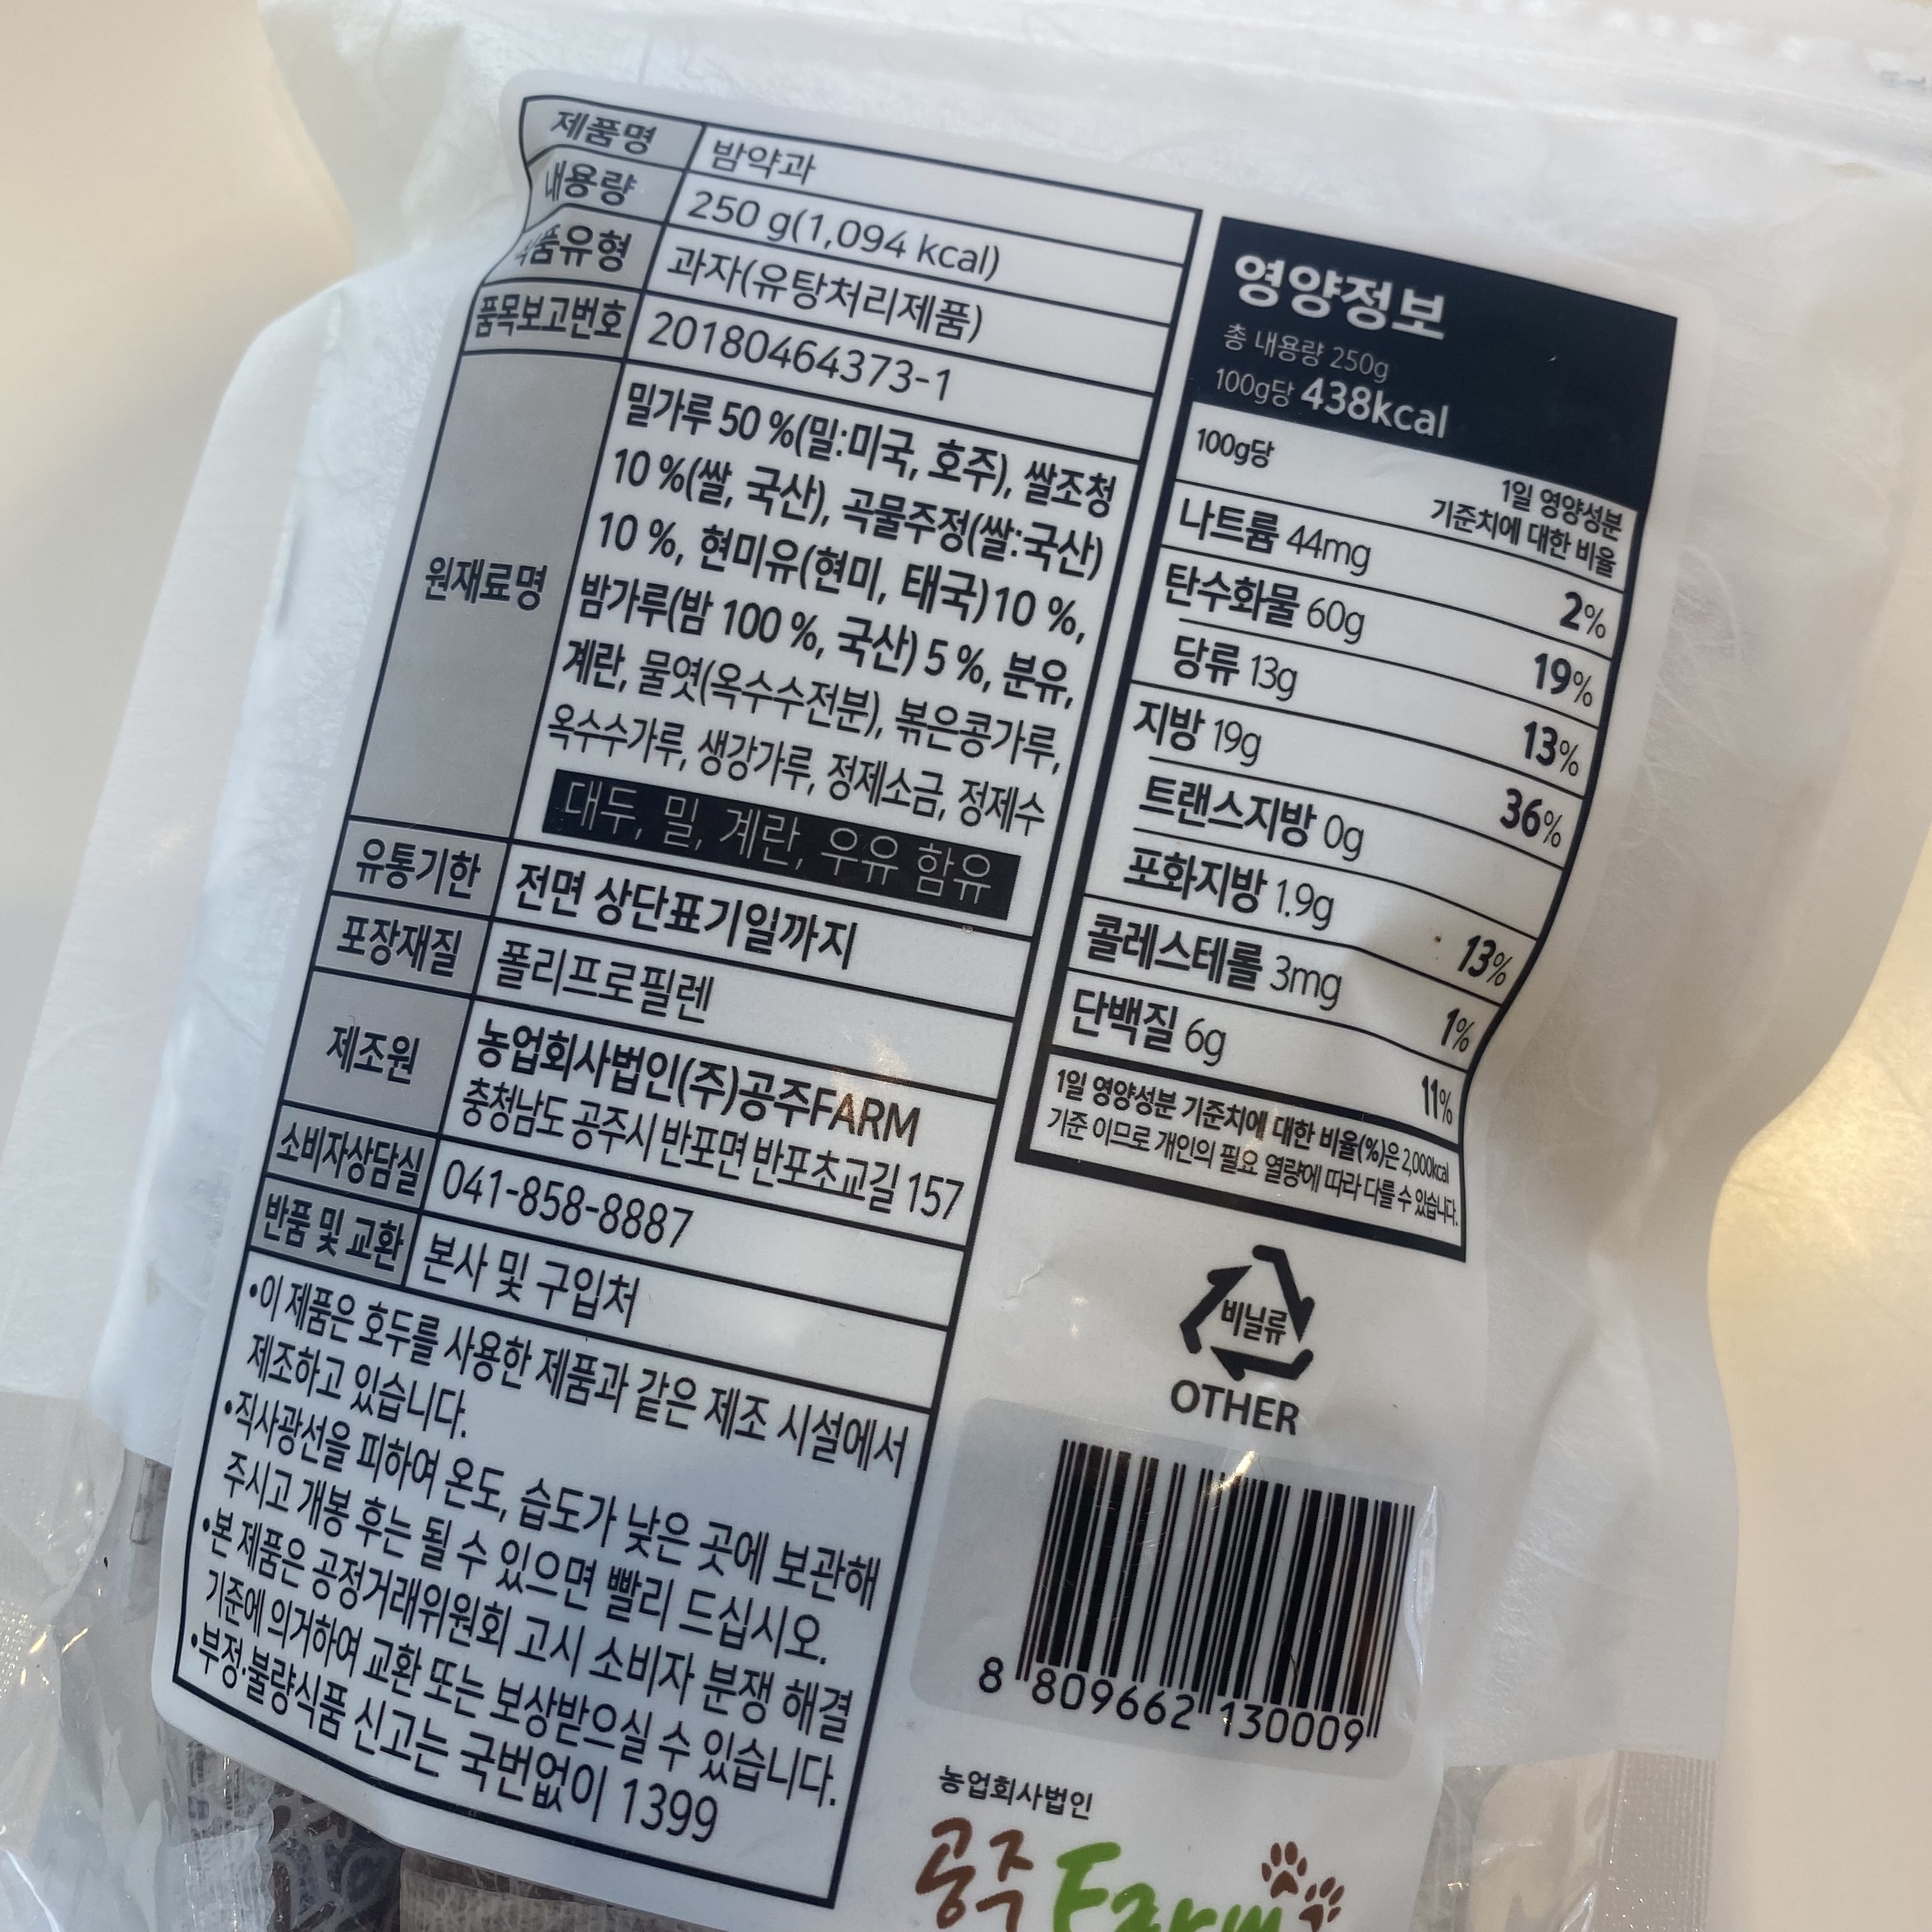 제품명 밤약과
내용량 250 g(1,094 kcal)
식품유형 과자(유탕처리제품)
품목보고번호 20180464373-1
원재료명
밀가루 50 %(밀:미국, 호주), 쌀조청
10 %(쌀, 국산), 곡물주정(쌀:국산)
10 %, 현미유(현미, 태국)10 %,
밤가루(밤 100 %, 국산) 5 %, 분유,
계란, 물엿(옥수수전분), 볶은콩가루,
옥수수가루, 생강가루, 정제소금, 정제수
대두, 밀, 계란, 우유 함유
유통기한 전면 상단표기일까지
포장재질 폴리프로필렌
제조원 농업회사법인(주)공주FARM
충청남도 공주시 반포면 반포초교길 157
소비자상담실 041-858-8887
반품 및 교환 본사 및 구입처
•이 제품은 호두를 사용한 제품과 같은 제조 시설에서
제조하고 있습니다.
•직사광선을 피하여 온도, 습도가 낮은 곳에 보관해
주시고 개봉 후는 될 수 있으면 빨리 드십시오.
•본 제품은 공정거래위원회 고시 소비자 분쟁 해결
기준에 의거하여 교환 또는 보상받으실 수 있습니다.
•부정·불량식품 신고는 국번없이 1399
영양정보
총 내용량 250g
100g당 438kcal
100g당
1일 영양성분
기준치에 대한 비율
나트륨 44mg 2%
탄수화물 60g 19%
당류 13g 13%
지방 19g 36%
트랜스지방 0g
포화지방 1.9g 13%
콜레스테롤 3mg 1%
단백질 6g 11%
1일 영양성분 기준치에 대한 비율(%)은 2,000kcal
기준 이므로 개인의 필요 열량에 따라 다를 수 있습니다.
비닐류
OTHER
8 809662 130009
농업회사법인
공주 Farm